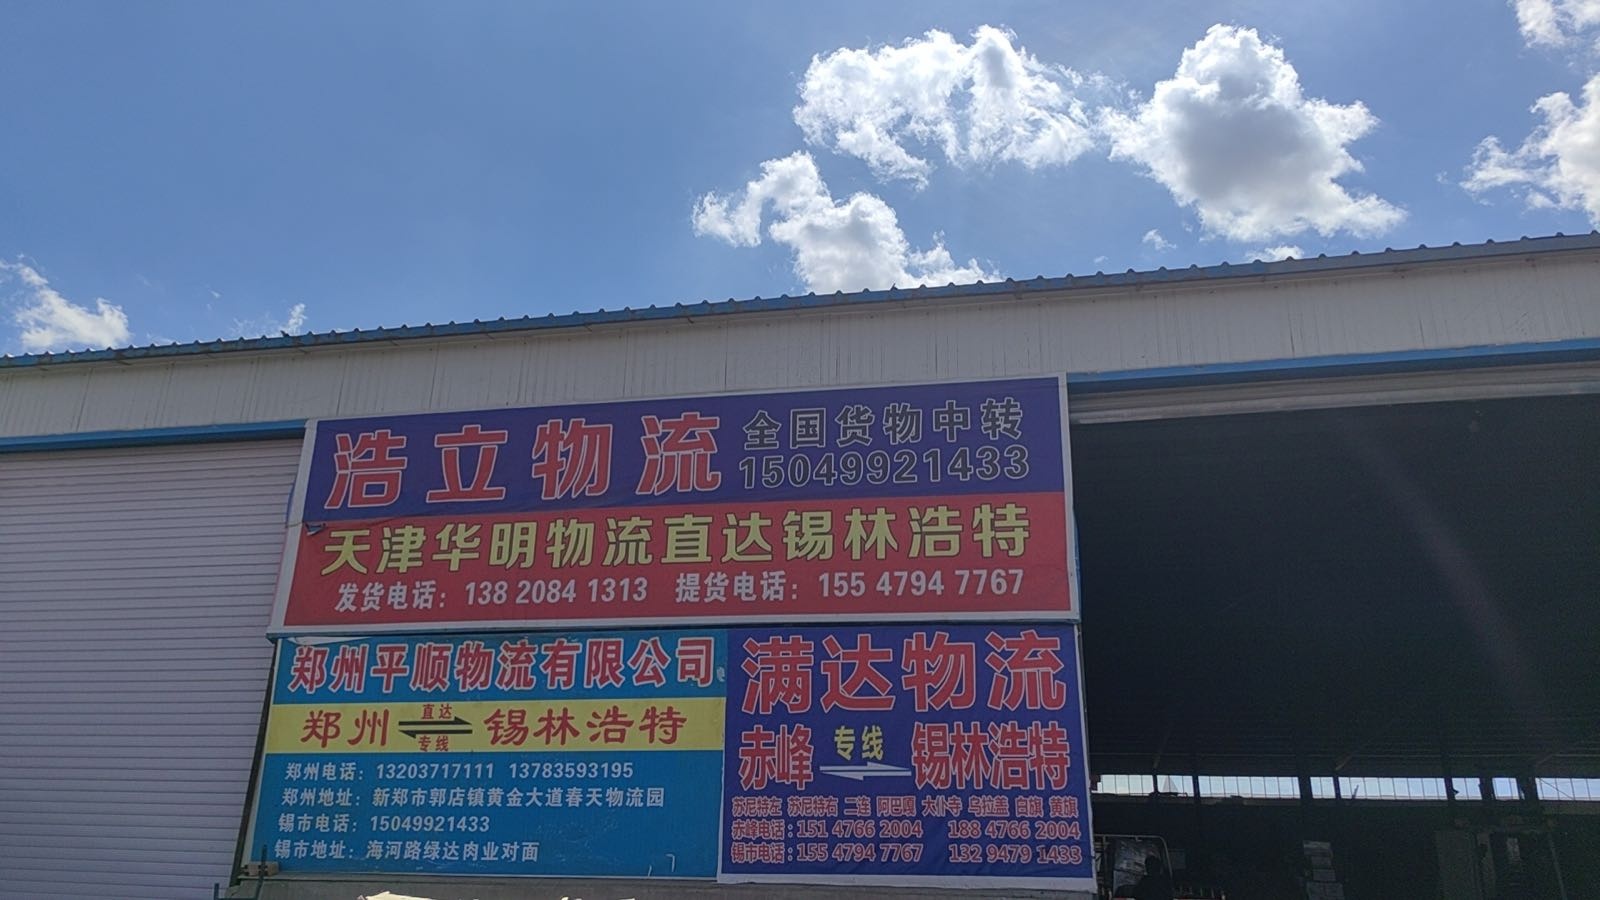 浩立物流
全国货物中转
15049921433
天津华明物流直达锡林浩特
发货电话：138 2084 1313 提货电话：155 4794 7767
郑州平顺物流有限公司
郑州 直达 专线 锡林浩特
郑州电话：13203717111 13783593195
郑州地址：新郑市郭店镇黄金大道春天物流园
锡市电话：15049921433
锡市地址：海河路绿达肉业对面
满达物流
赤峰 专线 锡林浩特
苏尼特左 苏尼特右 二连 阿巴嘎 太仆寺 乌拉盖 白旗 黄旗
赤峰电话：151 4766 2004 188 4766 2004
锡市电话：155 4794 7767 132 9479 1433